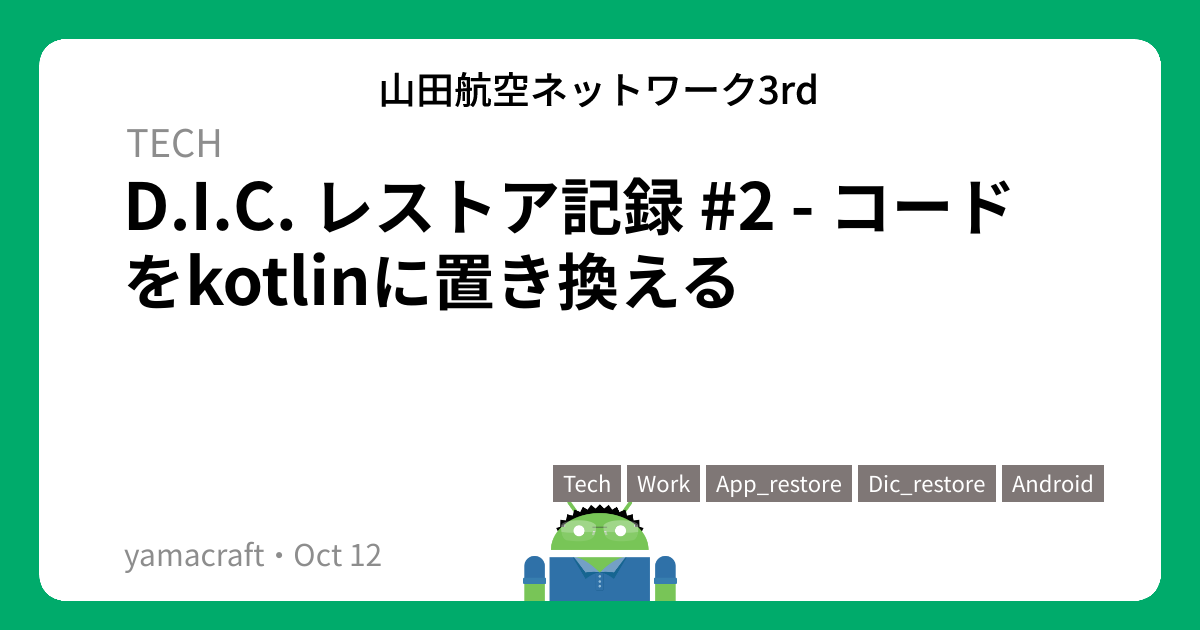 山田航空ネットワーク3rd
TECH
D.I.C. レストア記録 #2 - コード
をkotlinに置き換える
Tech Work App_restore Dic_restore Android
yamacraft・Oct 12